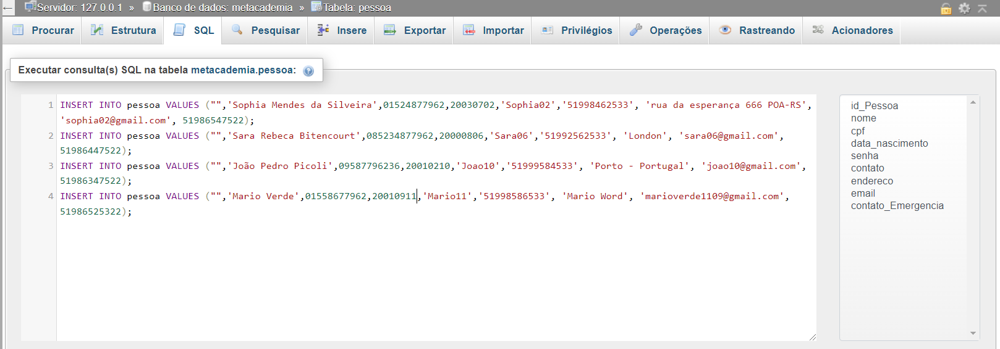 Servidor: 127.0.0.1 » Banco de dados: metacademia » Tabela: pessoa
Procurar Estrutura SQL Pesquisar Insere Exportar Importar Privilégios Operações Rastreando Acionadores
Executar consulta(s) SQL na tabela metacademia.pessoa:
1 INSERT INTO pessoa VALUES ("",'Sophia Mendes da Silveira',01524877962,20030702,'Sophia02','51998462533', 'rua da esperança 666 POA-RS',
'sophia02@gmail.com', 51986547522);
2 INSERT INTO pessoa VALUES ("",'Sara Rebeca Bitencourt',085234877962,20000806,'Sara06','51992562533', 'London', 'sara06@gmail.com',
51986447522);
3 INSERT INTO pessoa VALUES ("",'João Pedro Picoli',09587796236,20010210,'Joao10','51999584533', 'Porto - Portugal', 'joao10@gmail.com',
51986347522);
4 INSERT INTO pessoa VALUES ("",'Mario Verde',01558677962,20010911,'Mario11','51998586533', 'Mario Word', 'marioverde1109@gmail.com',
51986525322);
id_Pessoa
nome
cpf
data_nascimento
senha
contato
endereco
email
contato_Emergencia